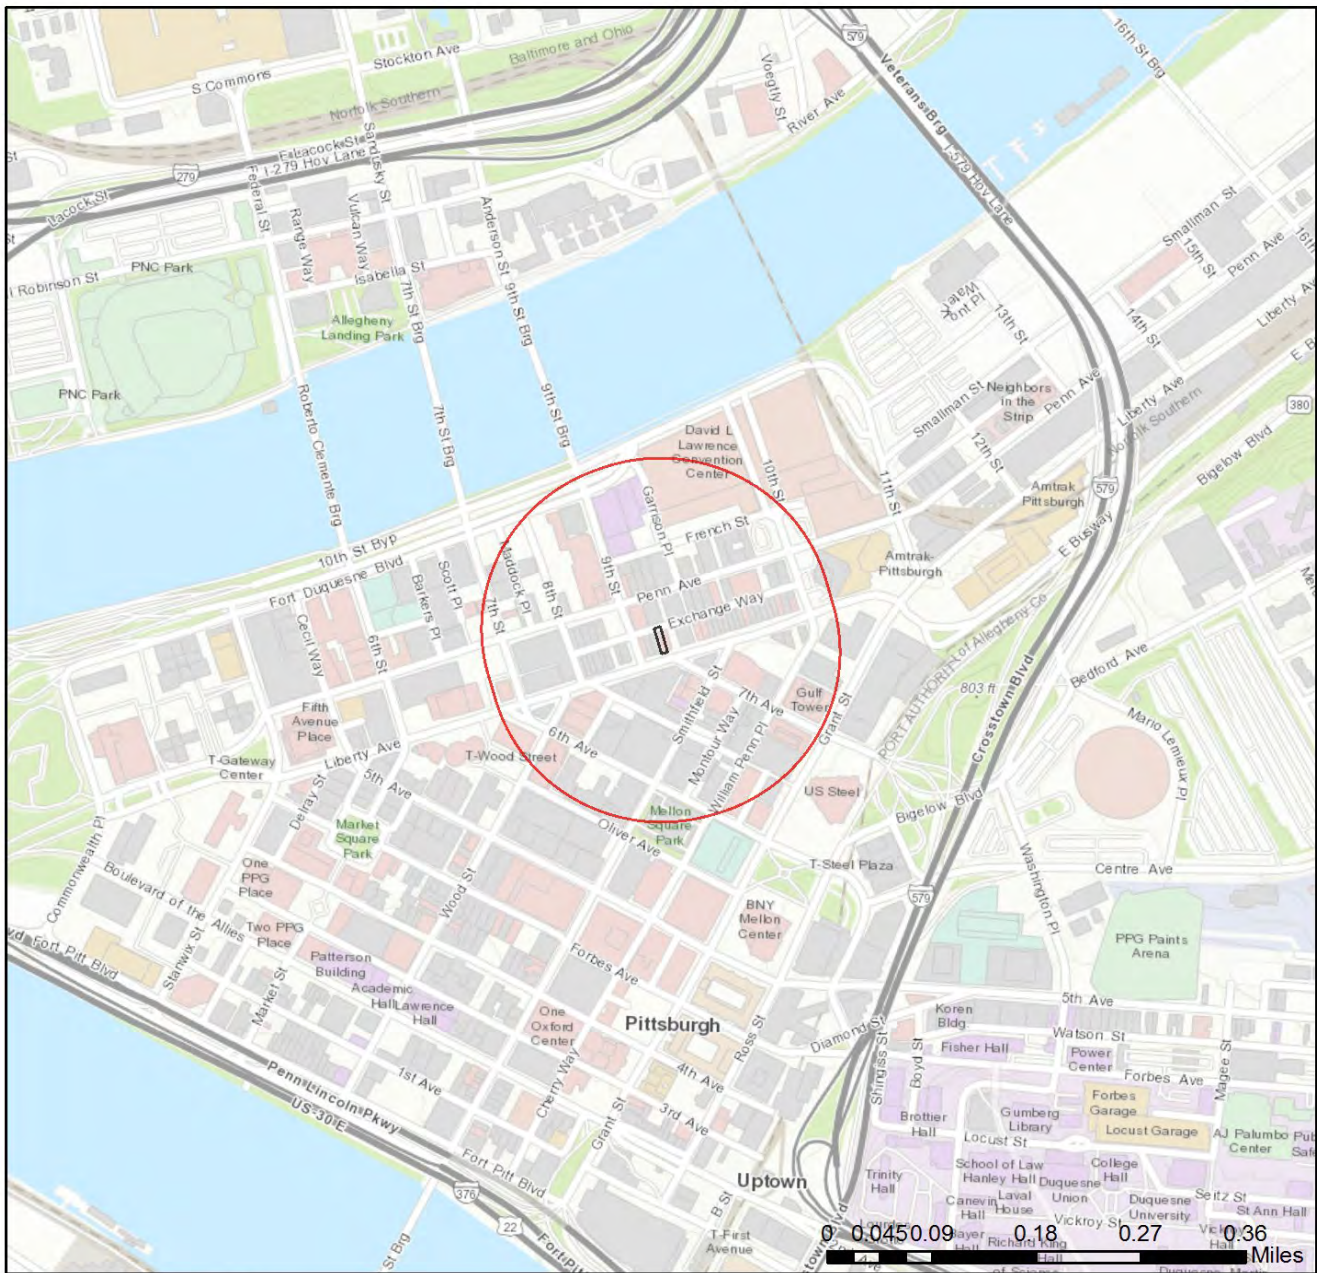 S Commons
Stockton Ave
Baltimore and Ohio
Norfolk Southern
E Lacock St
I-279 Hov Lane
279
Lacock St
Sandusky St
Federal St
Range Way
Vulcan Way
Anderson St
Isabella St
PNC Park
Robinson St
Allegheny
Landing Park
7th St Brg
9th St Brg
PNC Park
Roberto Clemente Brg
7th St Brg
9th St Brg
Voegtly St
River Ave
579
Veterans Brg
I-579 Hov Lane
16th St Brg
Smallman St
15th St
Penn Ave
16th
Liberty Av
14th St
Waterfront Pl
13th St
Neighbors
in the
Strip
Smallman St
Penn Ave
Liberty Ave
Norfolk Southern
12th St
11th St
380
Bigelow Blvd
579
Amtrak
Pittsburgh
E Busway
Amtrak-
Pittsburgh
David L
Lawrence
Convention
Center
10th St
French St
Garrison Pl
Penn Ave
Exchange Way
9th St
8th St
Maddock Pl
7th St
10th St Byp
Fort Duquesne Blvd
Scott Pl
Barkers Pl
6th St
Cecil Way
Fifth
Avenue
Place
Liberty Ave
T-Gateway
Center
T-Wood Street
6th Ave
Smithfield St
7th Ave
Montour Way
William Penn Pl
Gulf
Tower
Grant St
PORT AUTHORITY of Allegheny Co
803 ft
Crosstown Blvd
Bedford Ave
Mario Lemieux Pl
US Steel
Bigelow Blvd
Mellon
Square
Park
Oliver Ave
5th Ave
Delray St
Market
Square
Park
T-Steel Plaza
579
Centre Ave
Washington Pl
Commonwealth Pl
Boulevard of the Allies
One
PPG
Place
Wood St
Two PPG
Place
Stanwix St
Market St
Patterson
Building
Academic
Hall
Lawrence
Hall
Fort Pitt Blvd
BNY
Mellon
Center
Forbes Ave
PPG Paints
Arena
5th Ave
One
Oxford
Center
Pittsburgh
Ross St
Diamond St
4th Ave
3rd Ave
Cherry Way
1st Ave
Grant St
Penn Lincoln Pkwy
US-30 E
376
22
Fort Pitt Blvd
St Brg
Uptown
B St
T-First
Avenue
Koren
Bldg
Watson St
Fisher Hall
Power
Center
Magee St
Shingiss St
Boyd St
Forbes Ave
Forbes
Garage
Brottier
Hall
Gumberg
Library
Locust Garage
Locust St
AJ Palumbo
Center
School of Law
Hanley Hall
College
Hall
Trinity
Hall
Duquesne
Union
Seitz St
Canevin
Hall
Laval
House
Duquesne
University
St Ann Hall
Vickroy St
Richard King
0 0.045 0.09 0.18 0.27 0.36
Miles